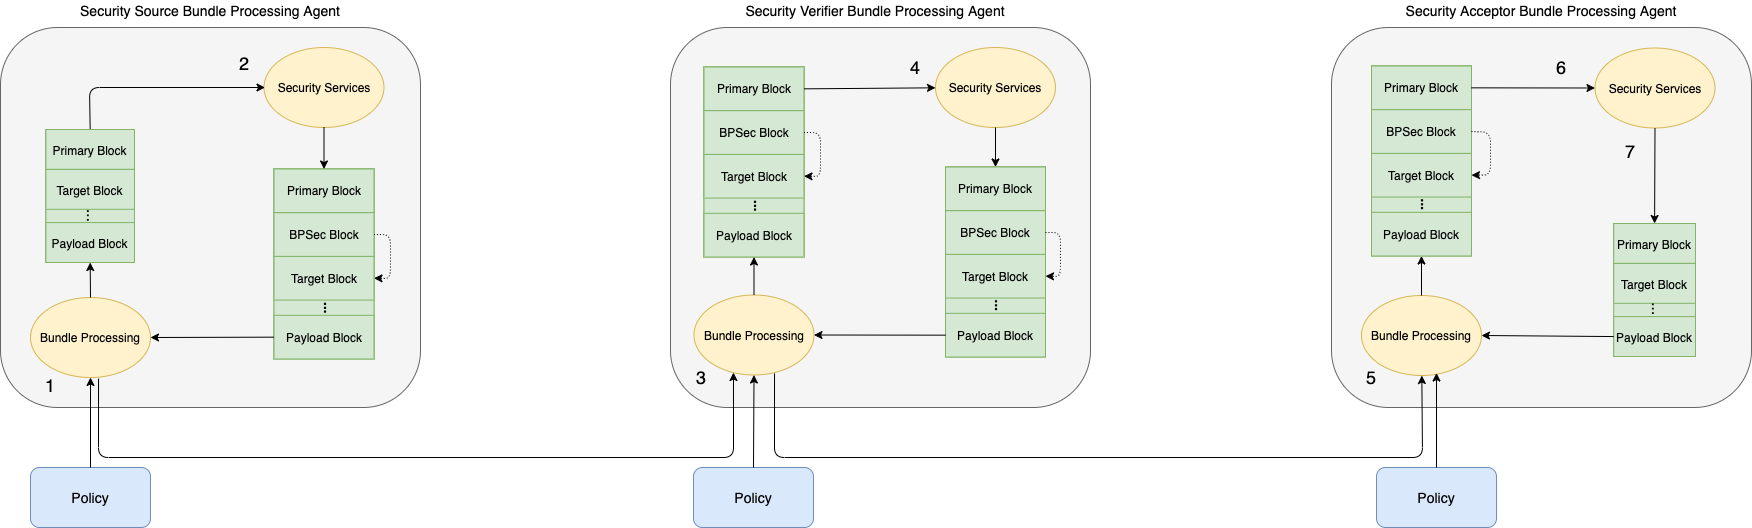 Security Source Bundle Processing Agent
2
Security Services
Primary Block
Target Block
Payload Block
Primary Block
BPSec Block
Target Block
Payload Block
Bundle Processing
1
Policy
Security Verifier Bundle Processing Agent
4
Primary Block
BPSec Block
Target Block
Payload Block
Security Services
Primary Block
BPSec Block
Target Block
Payload Block
Bundle Processing
3
Policy
Security Acceptor Bundle Processing Agent
6
Primary Block
BPSec Block
Target Block
Payload Block
Security Services
7
Primary Block
Target Block
Payload Block
Bundle Processing
5
Policy